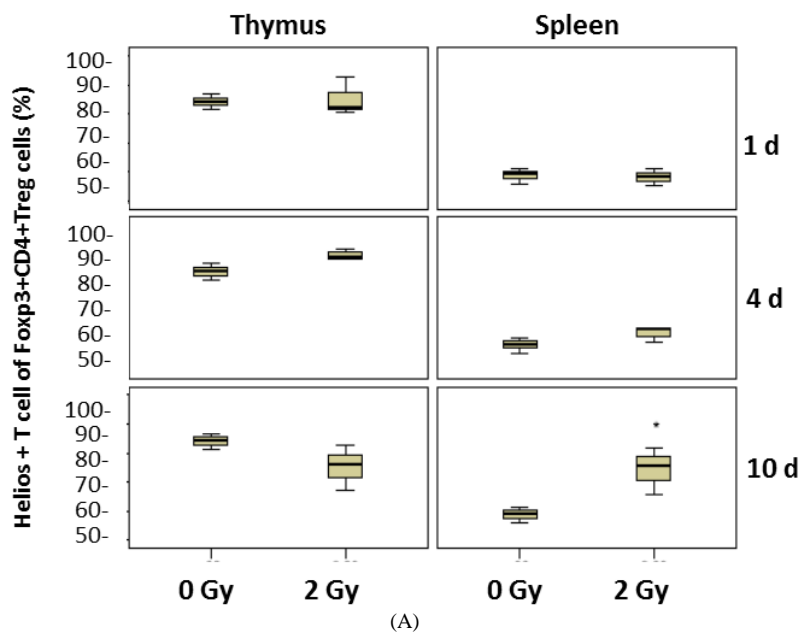 Thymus Spleen
Helios + T cell of Foxp3+CD4+Treg cells (%)
100-
90-
80-
70-
60-
50-
1 d
100-
90-
80-
70-
60-
50-
4 d
100-
90-
80-
70-
60-
50-
10 d
*
0 Gy 2 Gy 0 Gy 2 Gy
(A)